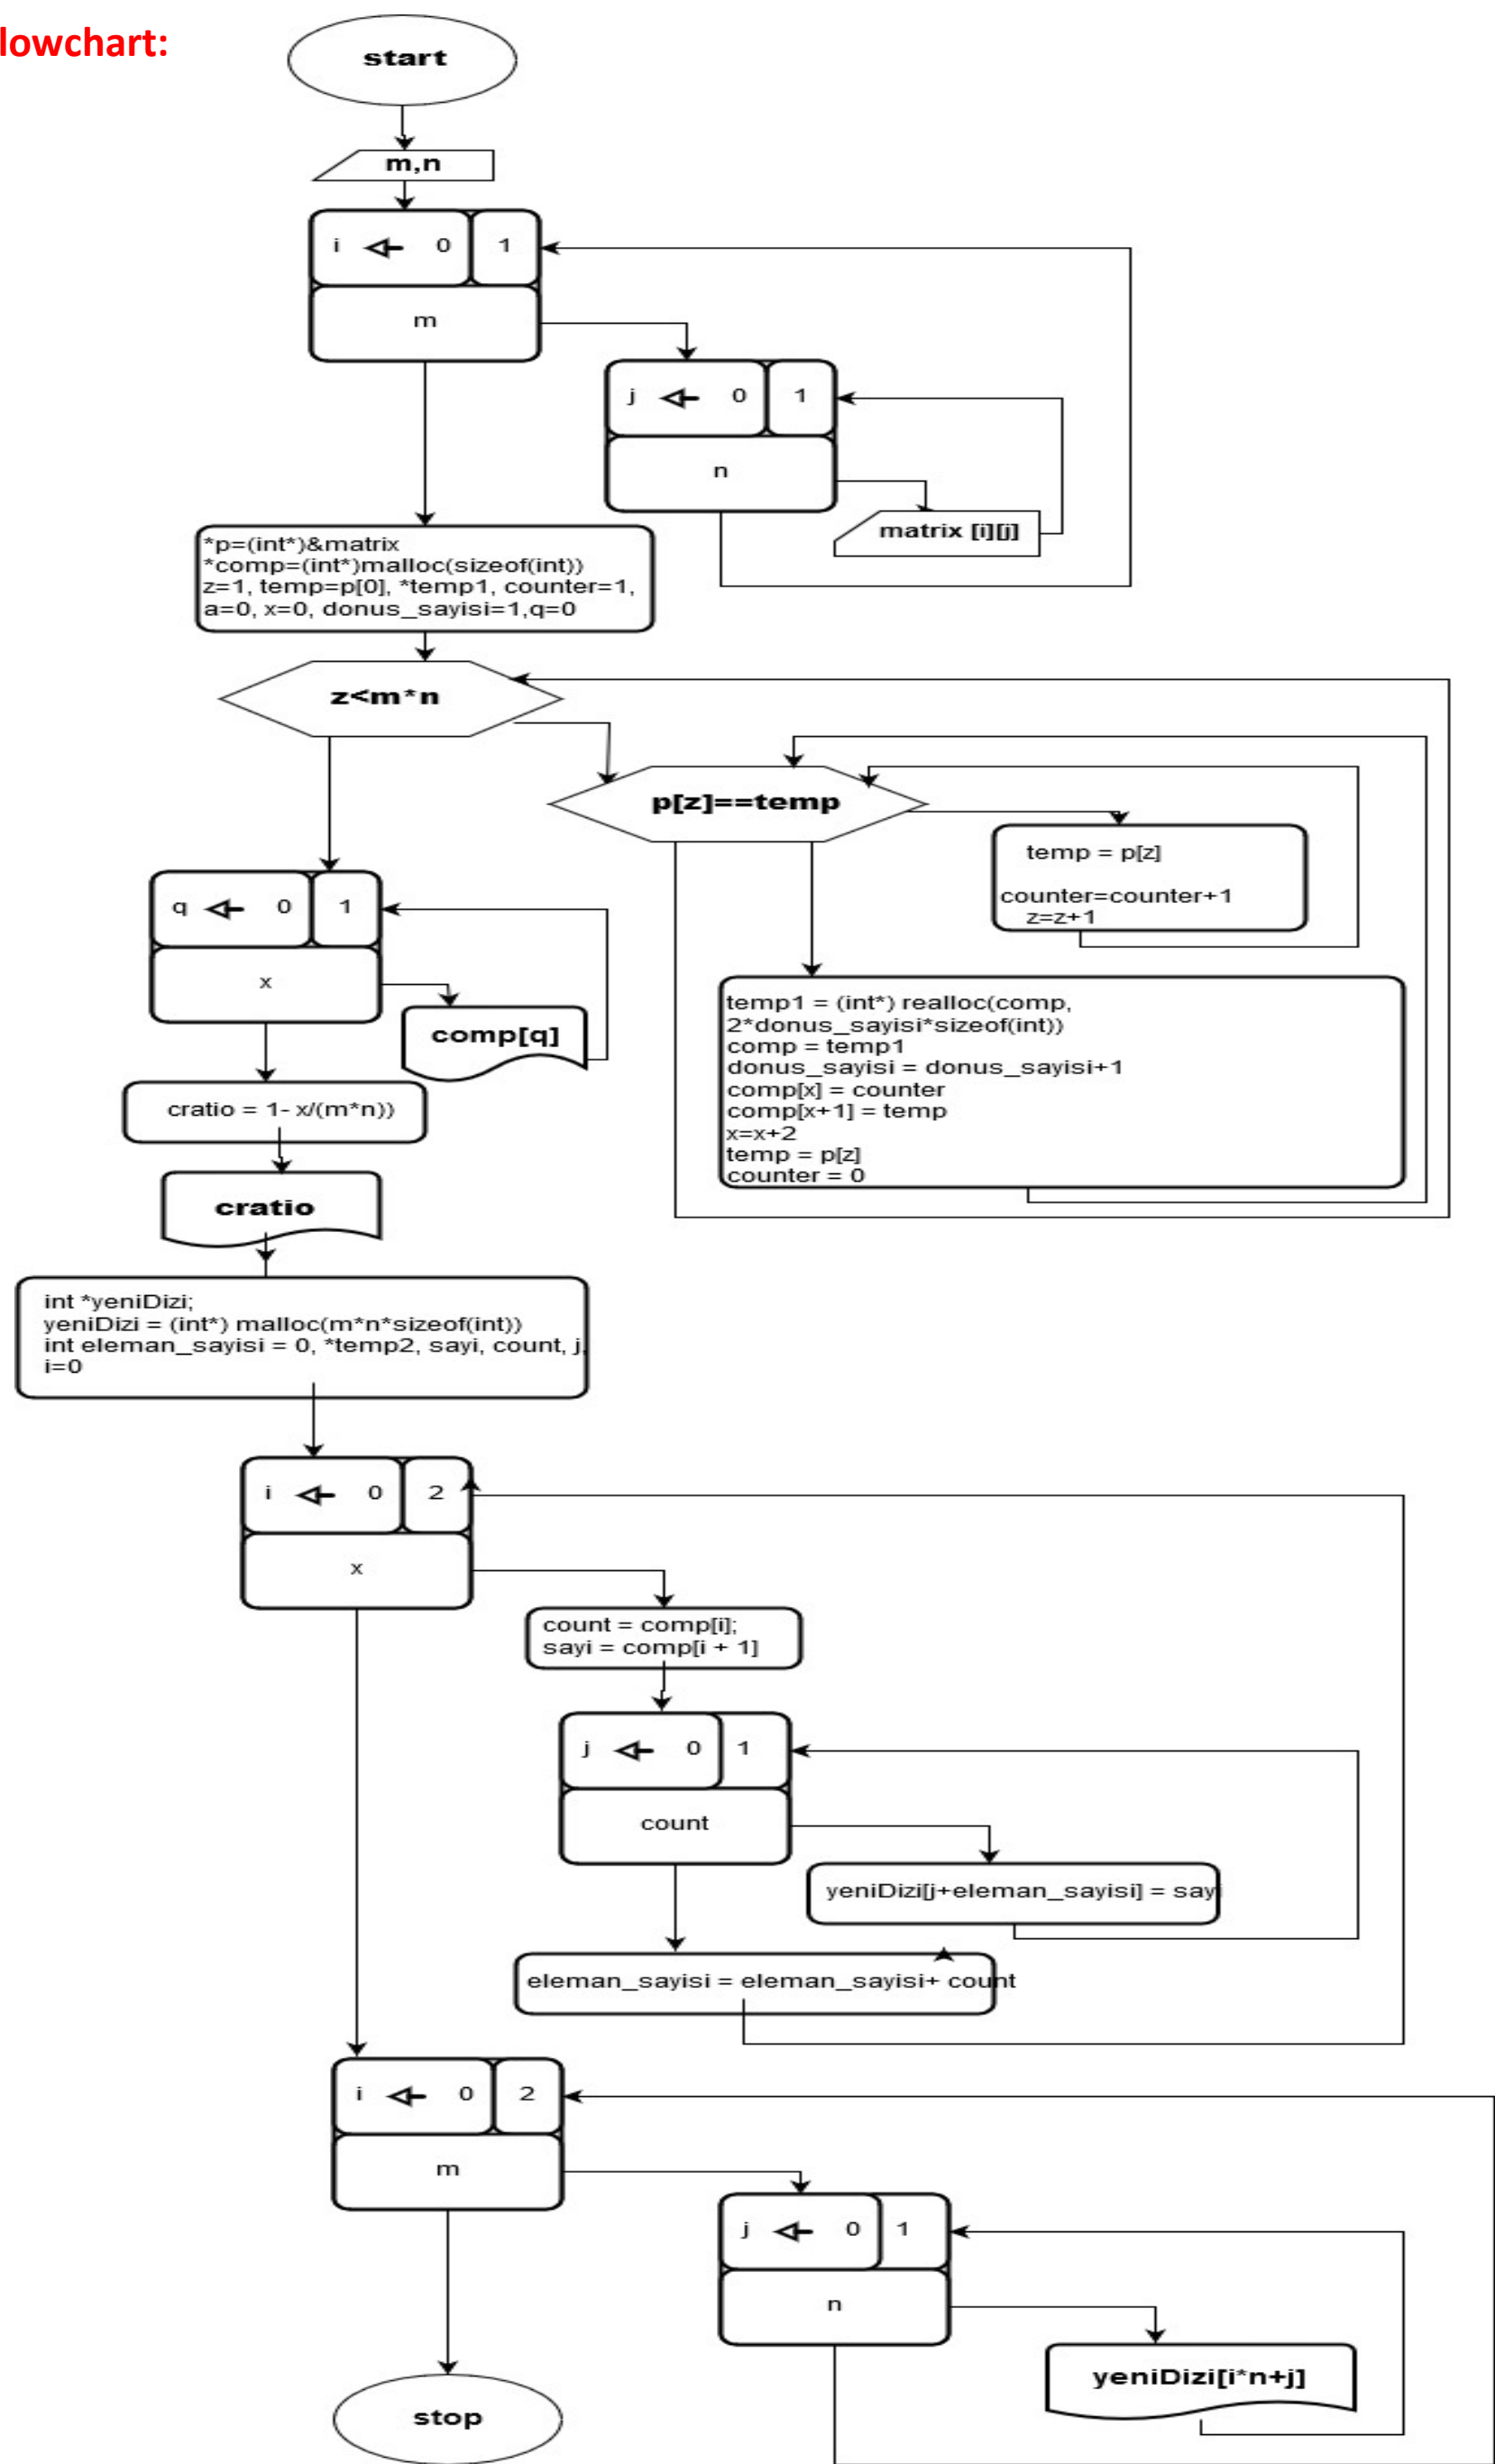 lowchart:
start
m,n
i 0 1
m
j 0 1
n
matrix [i][j]
*p=(int*)&matrix
*comp=(int*)malloc(sizeof(int))
z=1, temp=p[0], *temp1, counter=1,
a=0, x=0, donus_sayisi=1,q=0
z<m*n
p[z]==temp
temp = p[z]
counter=counter+1
z=z+1
temp1 = (int*) realloc(comp,
2*donus_sayisi*sizeof(int))
comp = temp1
donus_sayisi = donus_sayisi+1
comp[x] = counter
comp[x+1] = temp
x=x+2
temp = p[z]
counter = 0
q 0 1
x
comp[q]
cratio = 1- x/(m*n))
cratio
int *yeniDizi;
yeniDizi = (int*) malloc(m*n*sizeof(int))
int eleman_sayisi = 0, *temp2, sayi, count, j,
i=0
i 0 2
x
count = comp[i];
sayi = comp[i + 1]
j 0 1
count
yeniDizi[j+eleman_sayisi] = sayi
eleman_sayisi = eleman_sayisi+ count
i 0 2
m
j 0 1
n
yeniDizi[i*n+j]
stop